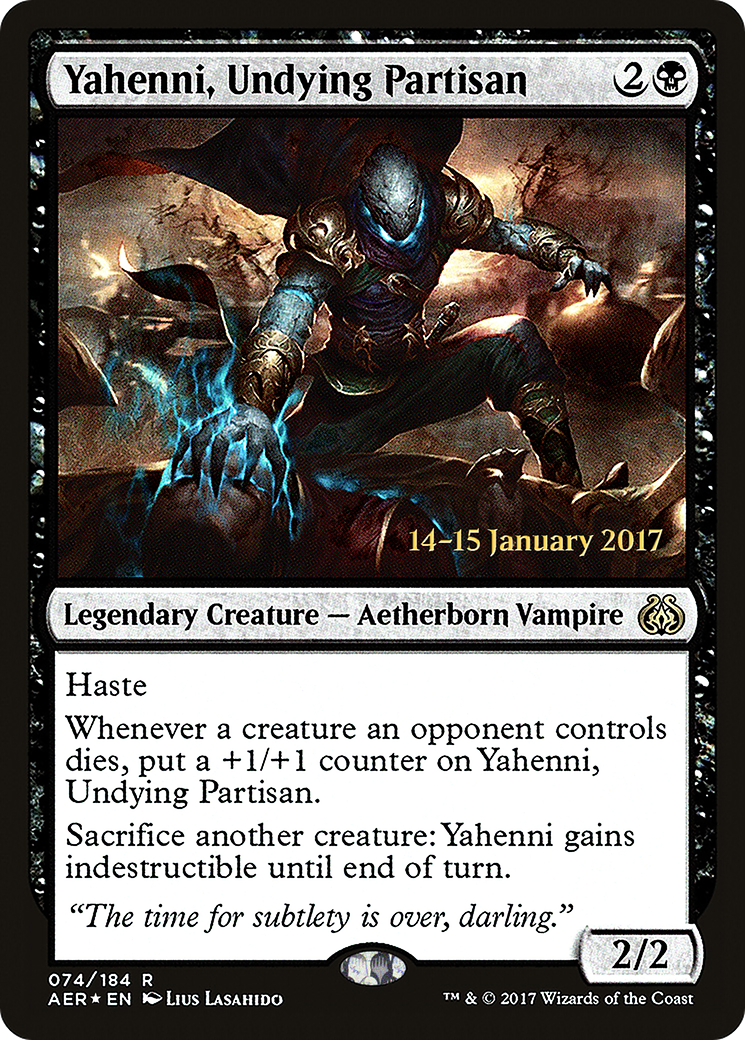 Yahenni, Undying Partisan 2
14–15 January 2017
Legendary Creature — Aetherborn Vampire
Haste
Whenever a creature an opponent controls
dies, put a +1/+1 counter on Yahenni,
Undying Partisan.
Sacrifice another creature: Yahenni gains
indestructible until end of turn.
“The time for subtlety is over, darling.”
2/2
074/184 R
AER★EN Lius Lasahido
™ & © 2017 Wizards of the Coast